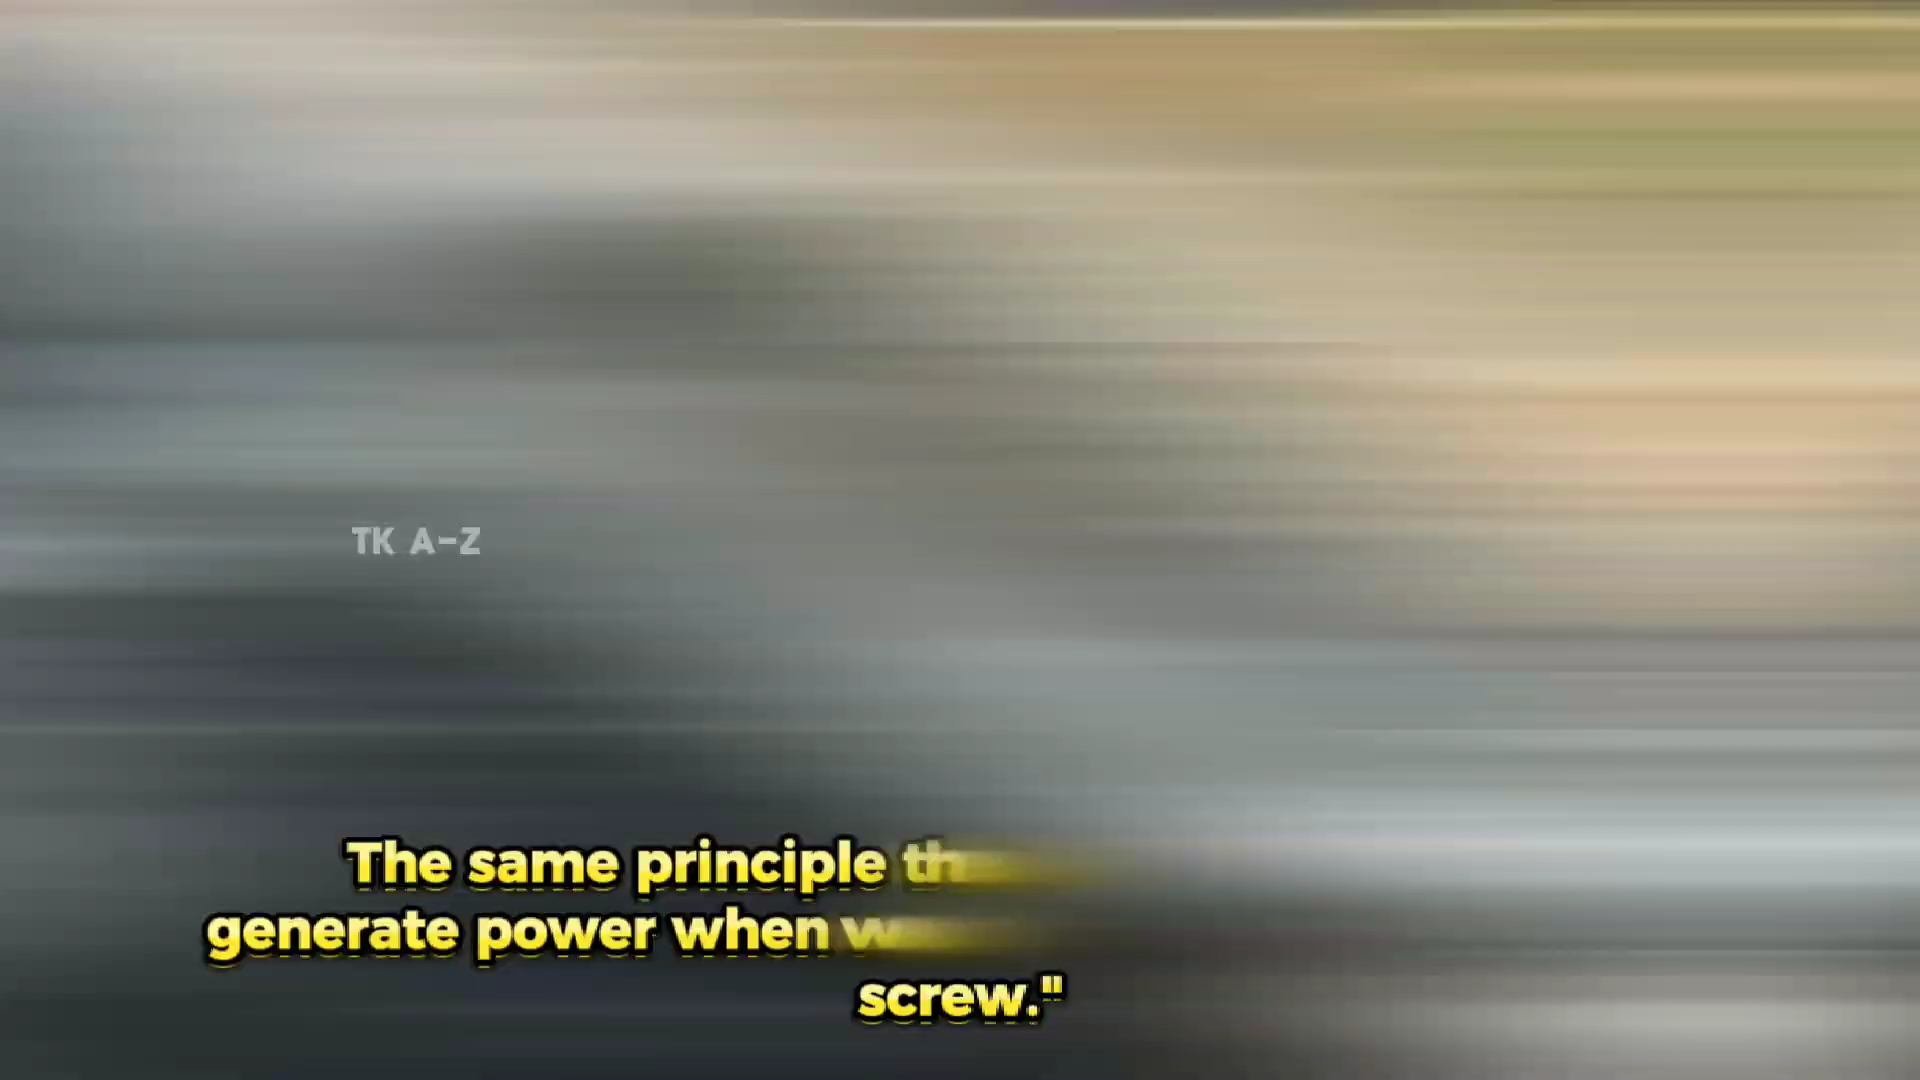 TK A-Z
The same principle
generate power when
screw."